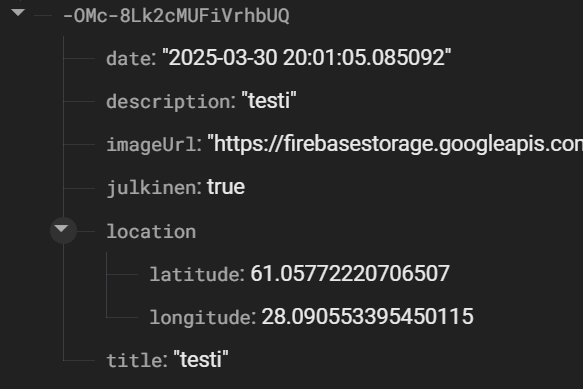 -OMc-8Lk2cMUFiVrhbUQ
date: "2025-03-30 20:01:05.085092"
description: "testi"
imageUrl: "https://firebasestorage.googleapis.com
julkinen: true
location
latitude: 61.05772220706507
longitude: 28.090553395450115
title: "testi"